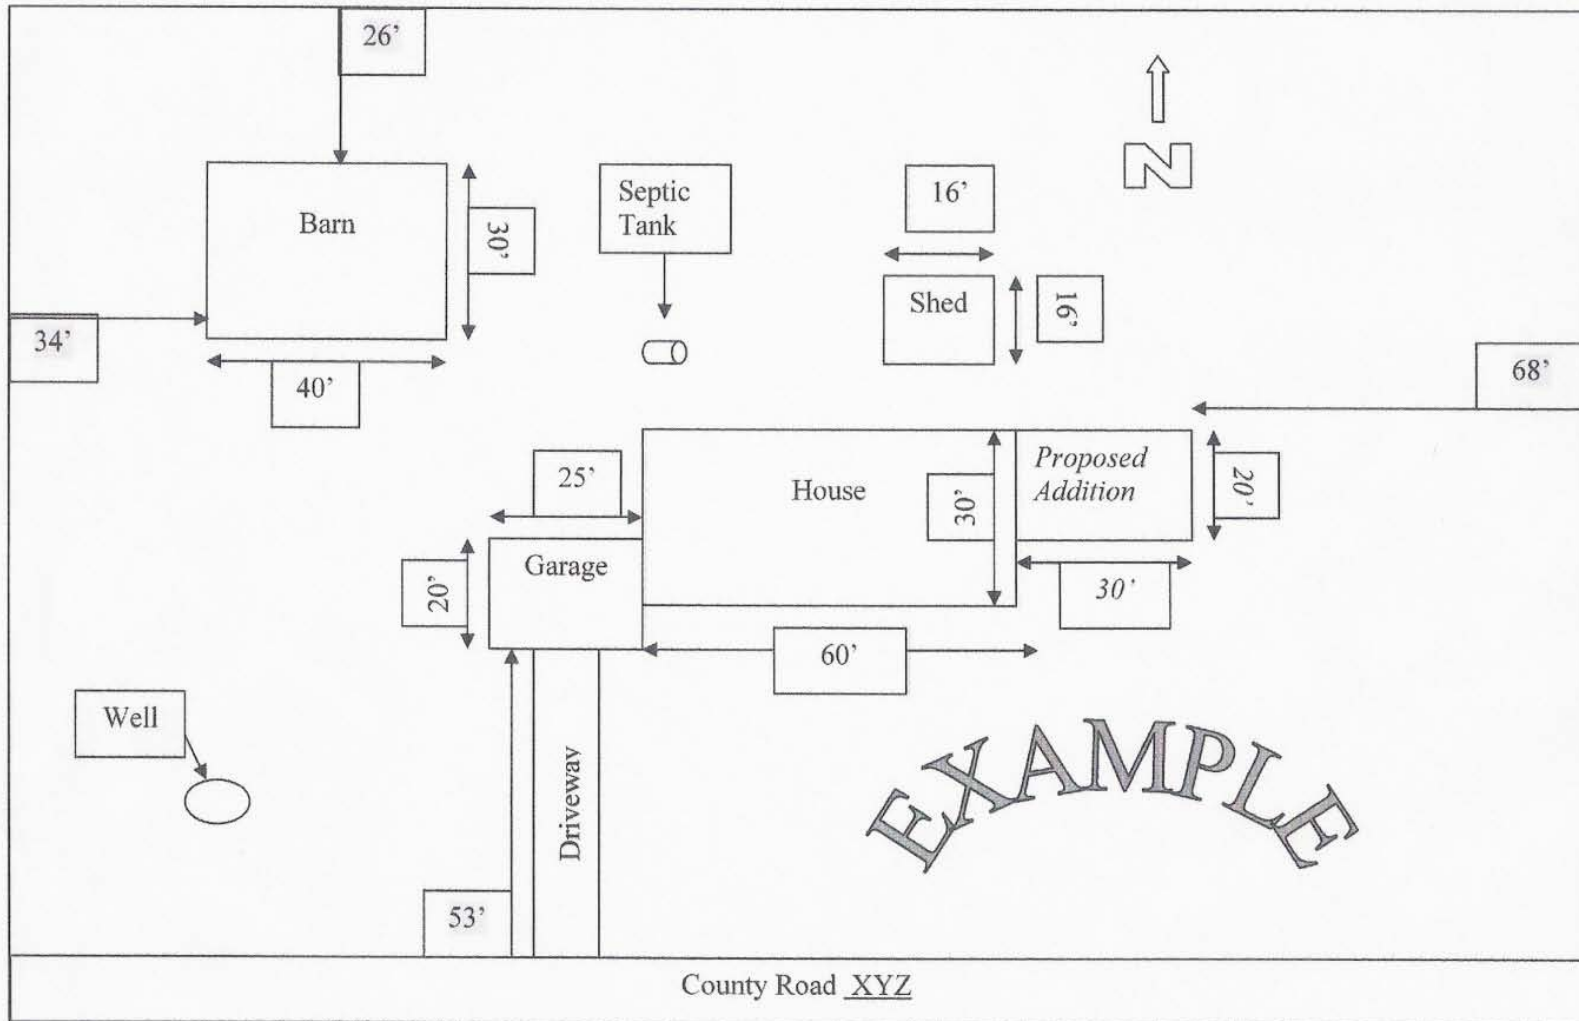 26’
N
Barn
30’
Septic
Tank
16’
Shed
16’
34’
40’
68’
25’
House
30’
Proposed
Addition
20’
Garage
20’
30’
60’
Well
Driveway
EXAMPLE
53’
County Road XYZ